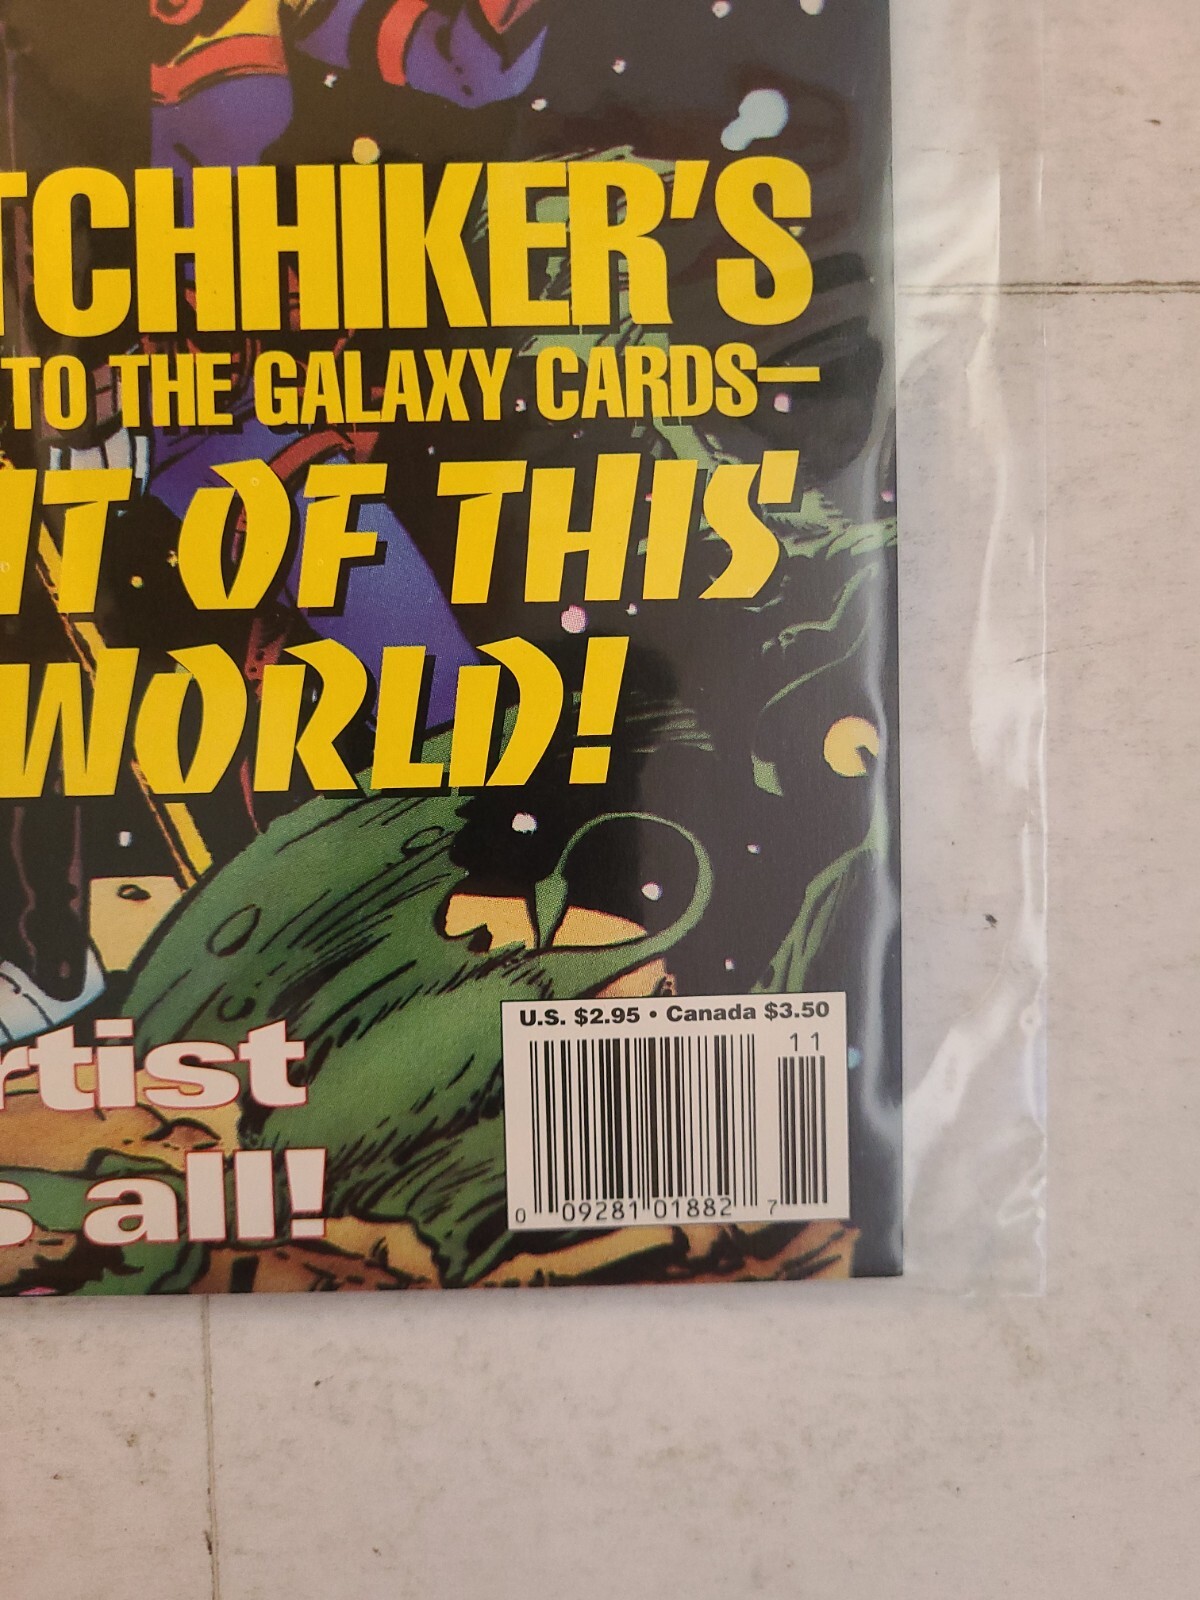 TCHHIKER'S
TO THE GALAXY CARDS—
T OF THIS
WORLD!
rtist
s all!
U.S. $2.95 • Canada $3.50
11
0 09281 01882 7